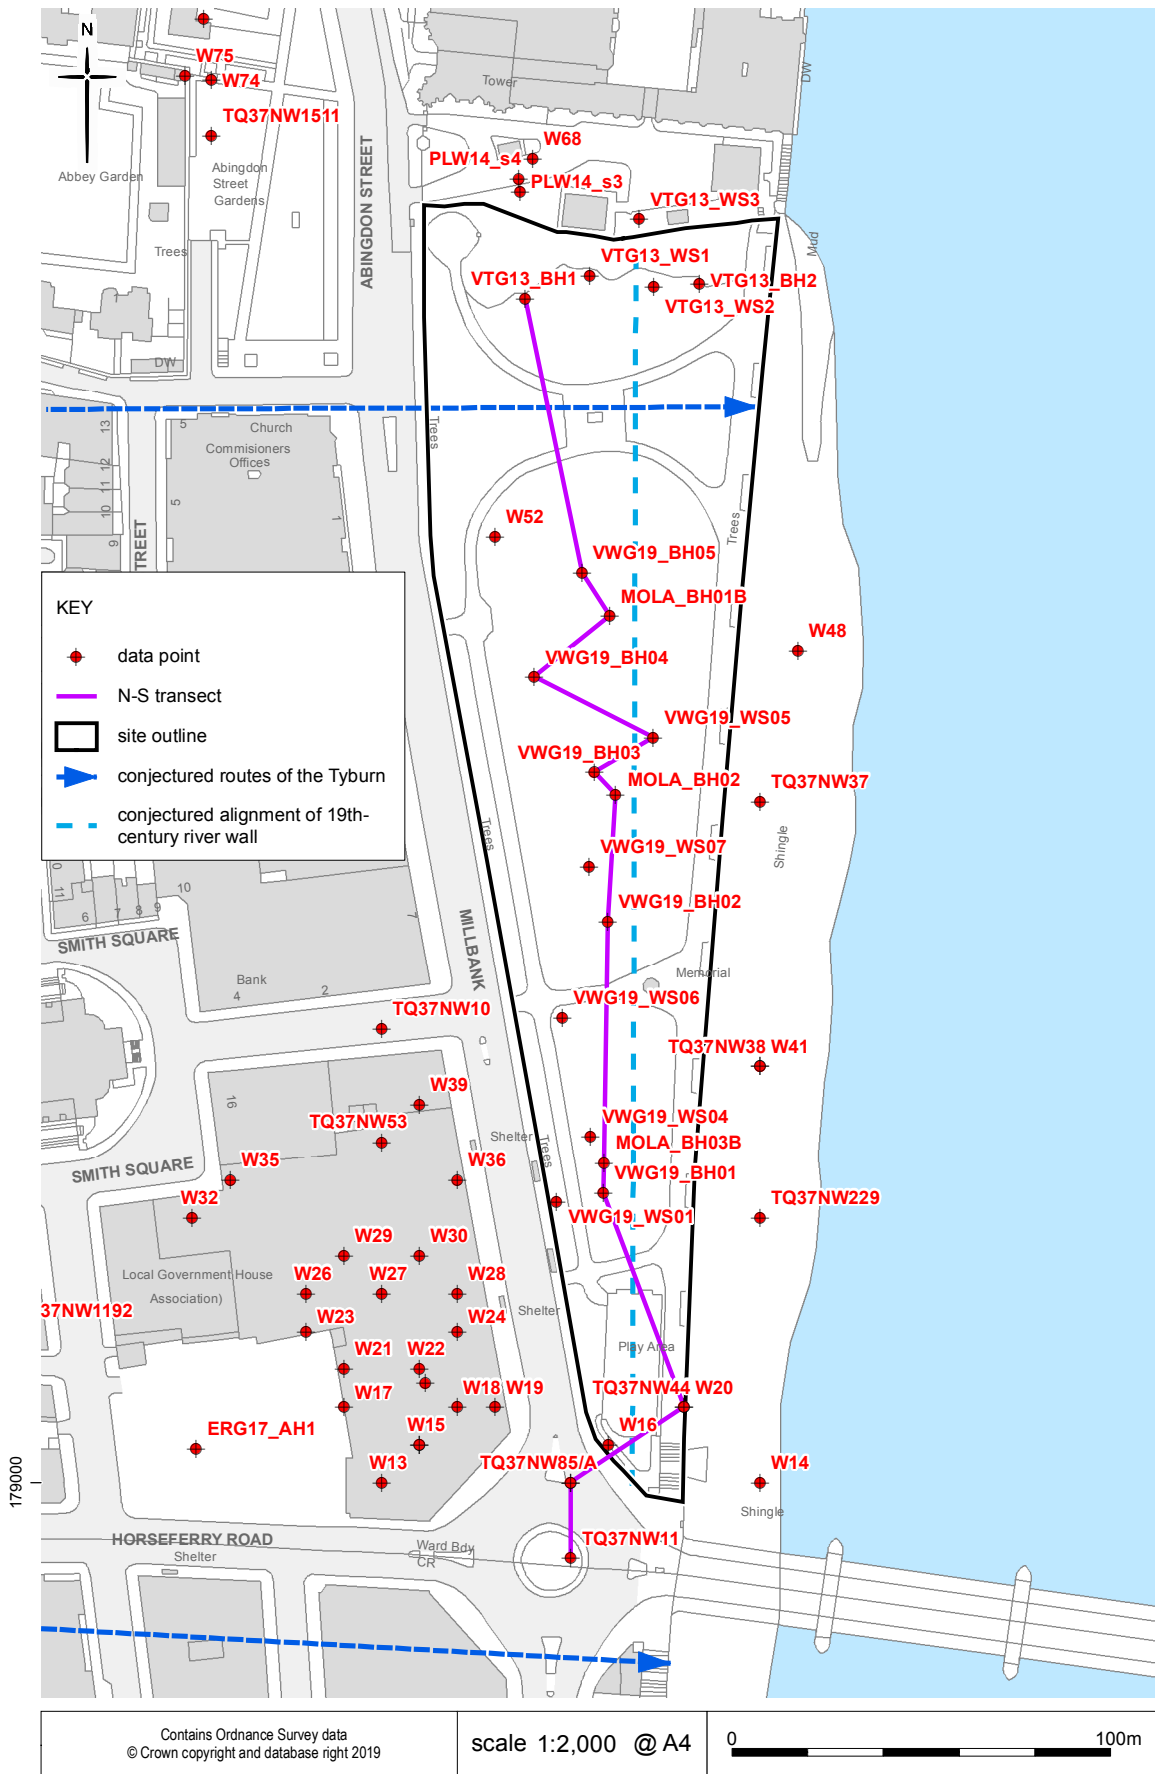 N
W75
W74
TQ37NW1511
Abbey Garden
Abingdon
Street
Gardens
Trees
1
DW
ABINGDON STREET
Tower
DW
W68
PLW14_s4
PLW14_s3
VTG13_WS3
Mud
VTG13_WS1
VTG13_BH1
VTG13_BH2
VTG13_WS2
Trees
13
12
11
10
9
5
Church
Commisioners
Offices
5
1
TREET
W52
Trees
VWG19_BH05
MOLA_BH01B
W48
VWG19_BH04
VWG19_WS05
VWG19_BH03
MOLA_BH02
TQ37NW37
Shingle
Trees
VWG19_WS07
VWG19_BH02
KEY
data point
N-S transect
site outline
conjectured routes of the Tyburn
conjectured alignment of 19th-
century river wall
0
11
6
7
8
9
10
7
SMITH SQUARE
Bank
4
2
MILLBANK
Memorial
VWG19_WS06
TQ37NW10
TQ37NW38 W41
16
W39
TQ37NW53
Shelter
Trees
VWG19_WS04
MOLA_BH03B
SMITH SQUARE
W35
W36
VWG19_BH01
W32
VWG19_WS01
TQ37NW229
W29
W30
Local Government House
Association)
W26
W27
W28
37NW1192
W23
W24
Shelter
W21
W22
Play Area
W17
W18 W19
TQ37NW44 W20
ERG17_AH1
W15
W16
W13
TQ37NW85/A
W14
Shingle
179000
HORSEFERRY ROAD
Shelter
Ward Bdy
CR
TQ37NW11
Contains Ordnance Survey data
© Crown copyright and database right 2019
scale 1:2,000 @ A4
0 100m